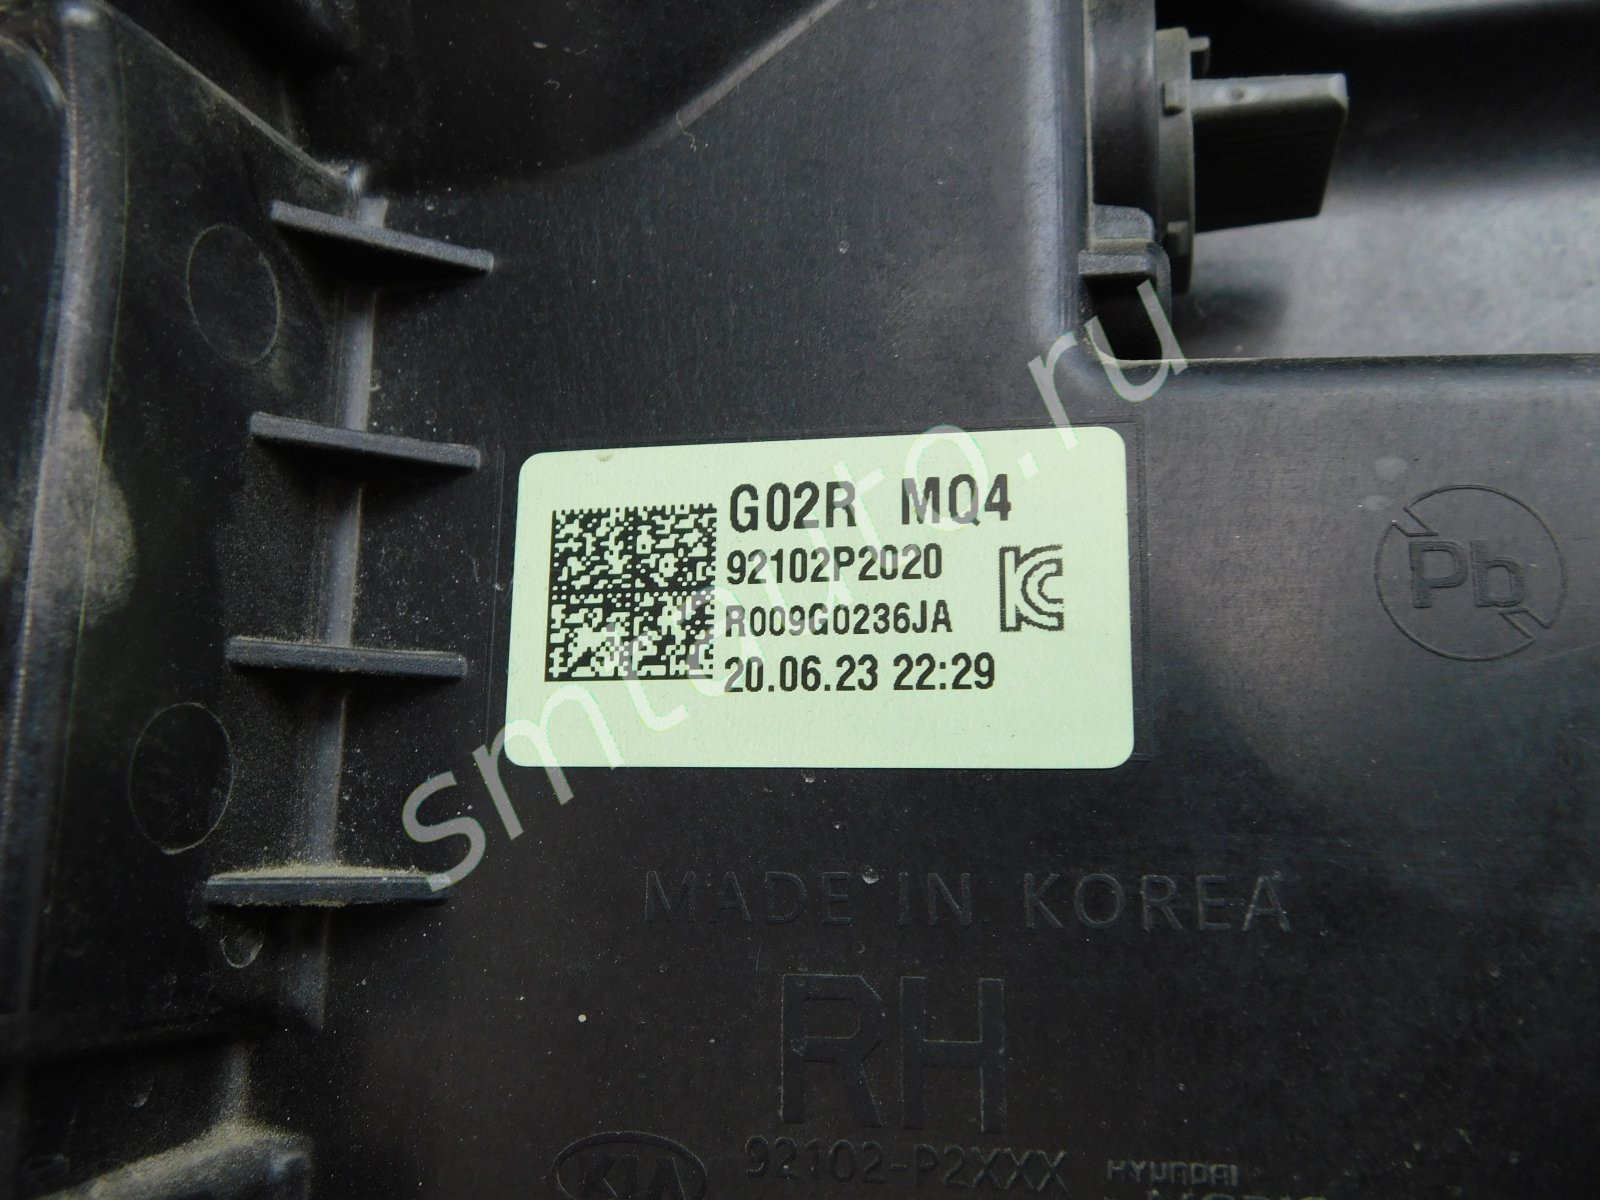 G02R MQ4
92102P2020
R009G0236JA
20.06.23 22:29
KC
Pb
smtauto.ru
MADE IN KOREA
RH
KIA
92102-P2XXX
HYUNDAI